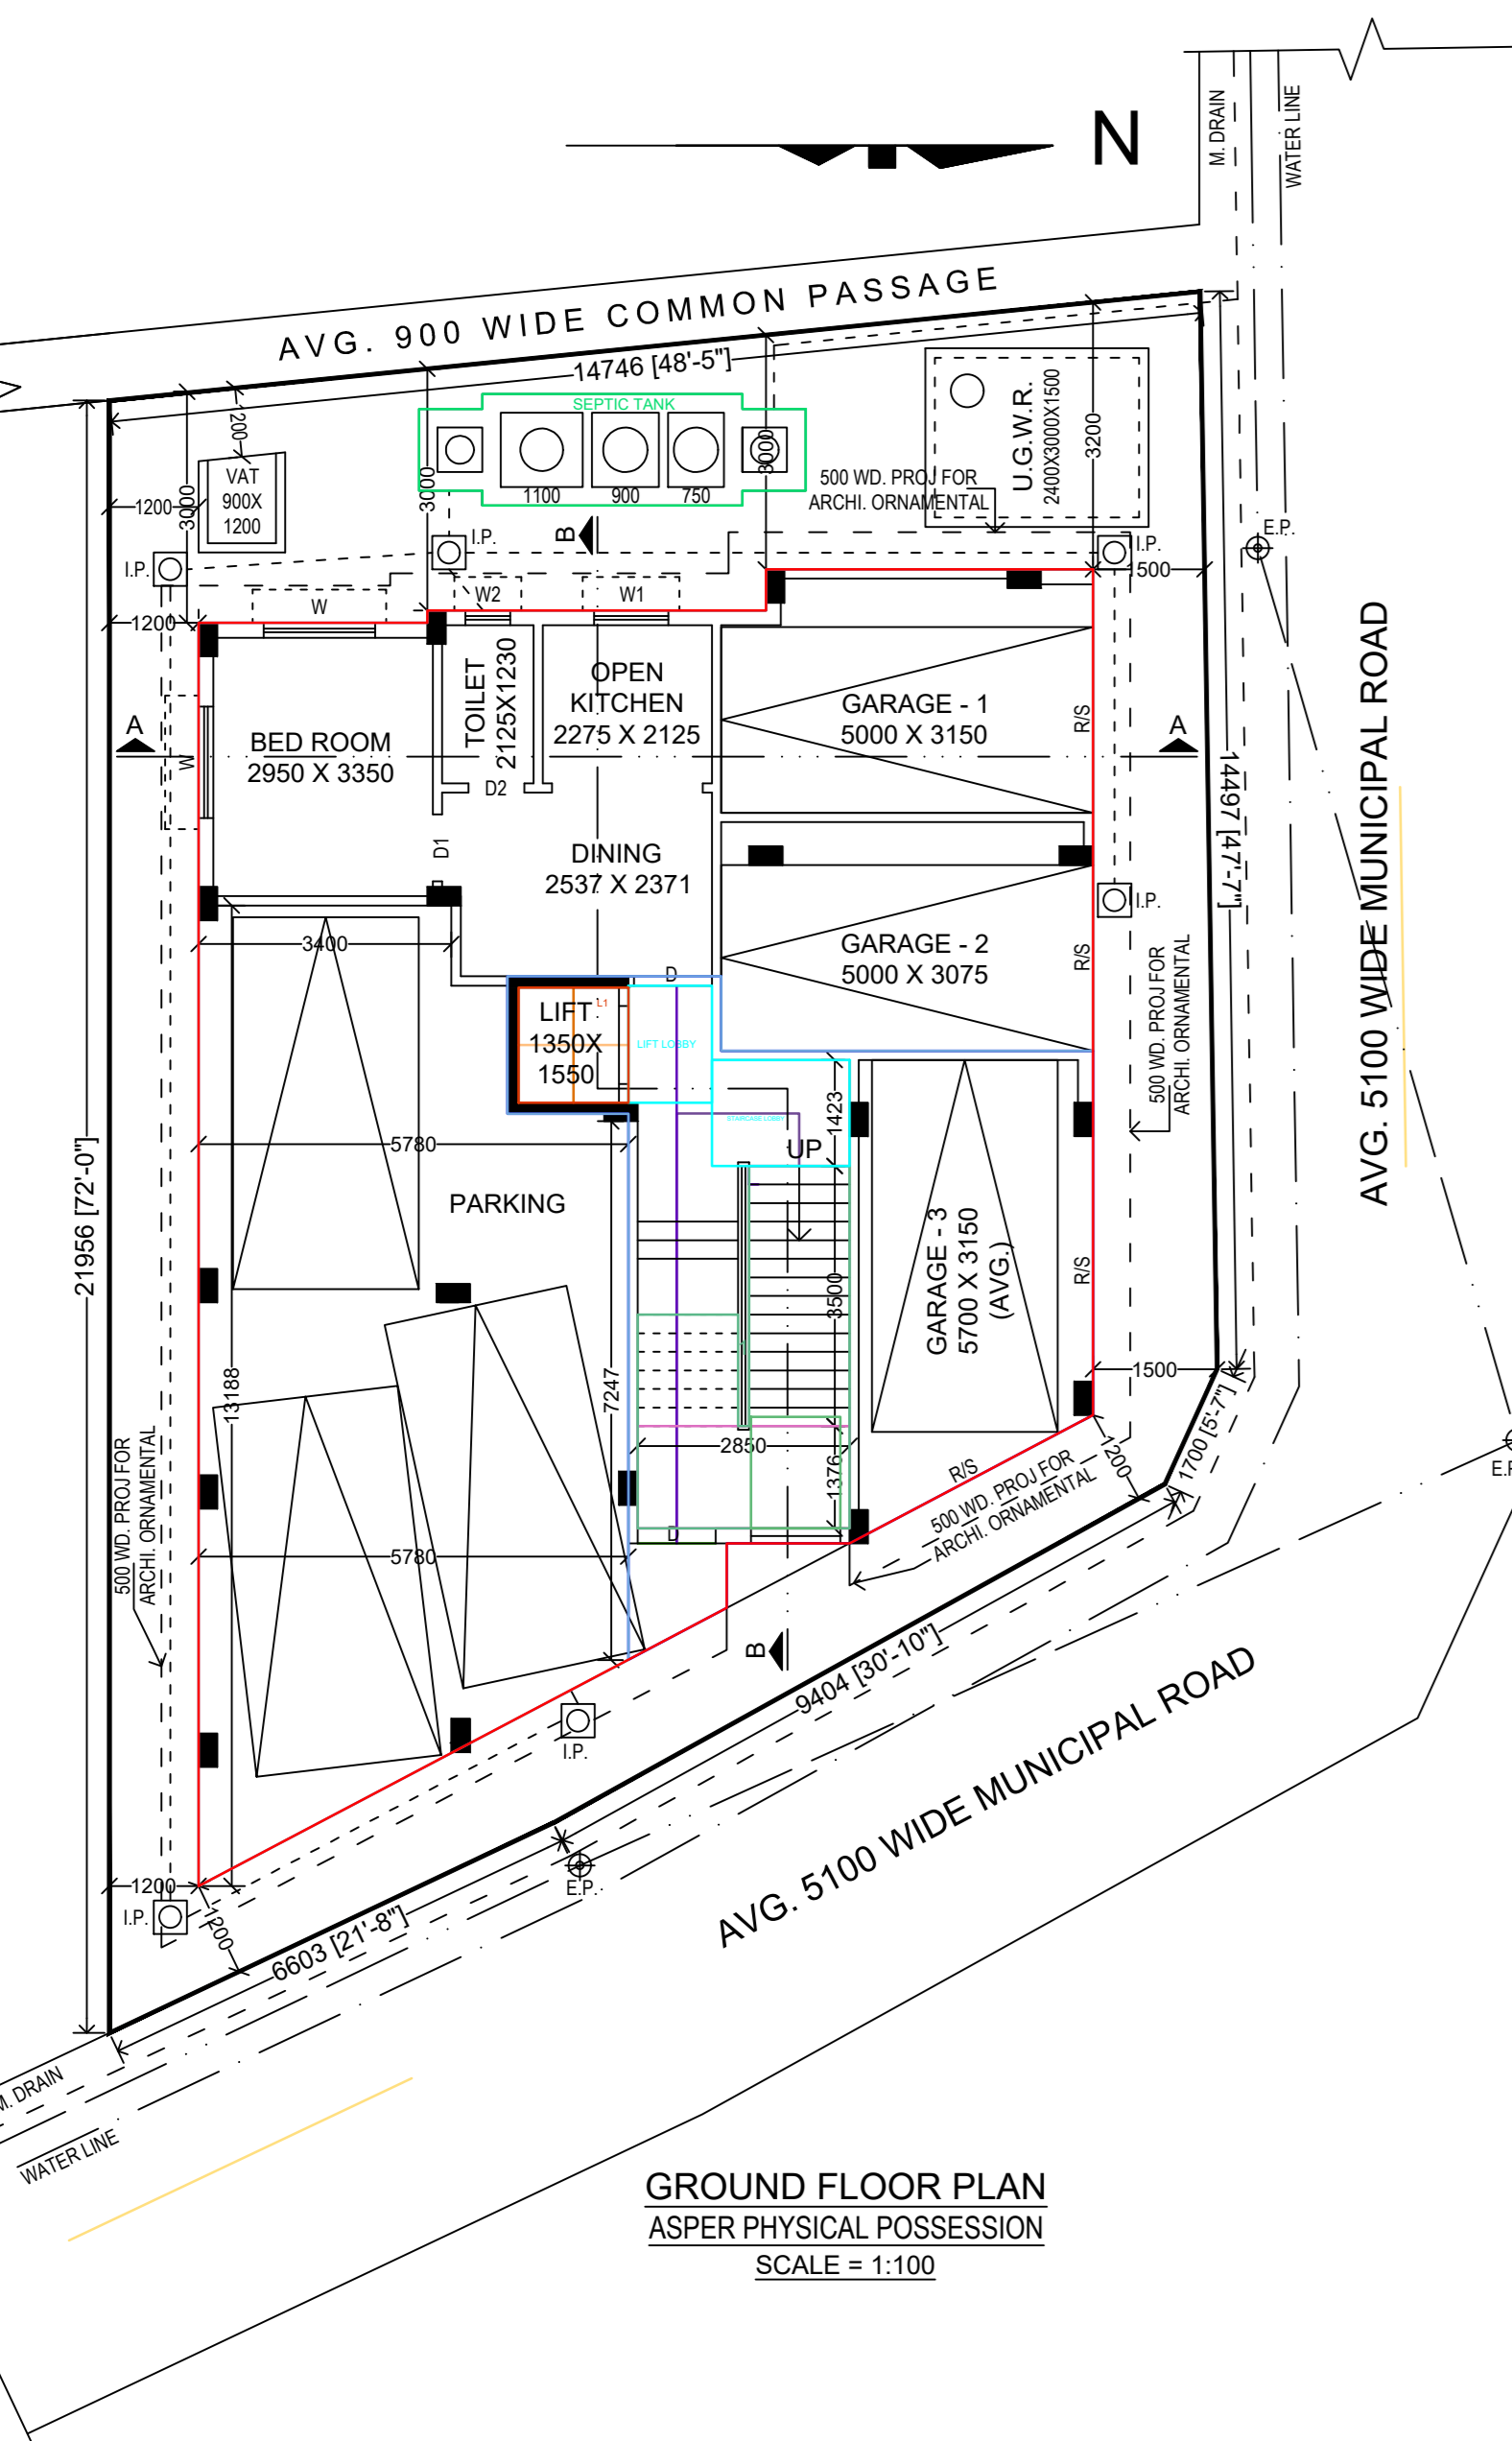 N
M. DRAIN
WATER LINE
AVG. 900 WIDE COMMON PASSAGE
14746 [48'-5"]
SEPTIC TANK
1100
900
750
U.G.W.R.
2400X3000X1500
3200
500 WD. PROJ FOR
ARCHI. ORNAMENTAL
1200
VAT
900X
1200
1200
3000
3000
3000
B
I.P.
I.P.
I.P.
E.P.
1500
1200
W
W2
W1
A
A
W
BED ROOM
2950 X 3350
TOILET
2125X1230
OPEN
KITCHEN
2275 X 2125
GARAGE - 1
5000 X 3150
R/S
D2
D1
DINING
2537 X 2371
GARAGE - 2
5000 X 3075
R/S
I.P.
14497 [47'-7"]
AVG. 5100 WIDE MUNICIPAL ROAD
3400
D
LIFT
1350X
1550
L1
LIFT LOBBY
STAIRCASE LOBBY
1423
UP
500 WD. PROJ FOR
ARCHI. ORNAMENTAL
5780
PARKING
21956 [72'-0"]
GARAGE - 3
5700 X 3150
(AVG.)
R/S
3500
7247
13188
1500
1700 [5'-7"]
2850
1376
1200
R/S
500 WD. PROJ FOR
ARCHI. ORNAMENTAL
500 WD. PROJ FOR
ARCHI. ORNAMENTAL
D
5780
B
9404 [30'-10"]
I.P.
E.P.
1200
I.P.
1200
6603 [21'-8"]
AVG. 5100 WIDE MUNICIPAL ROAD
M. DRAIN
WATER LINE
GROUND FLOOR PLAN
ASPER PHYSICAL POSSESSION
SCALE = 1:100